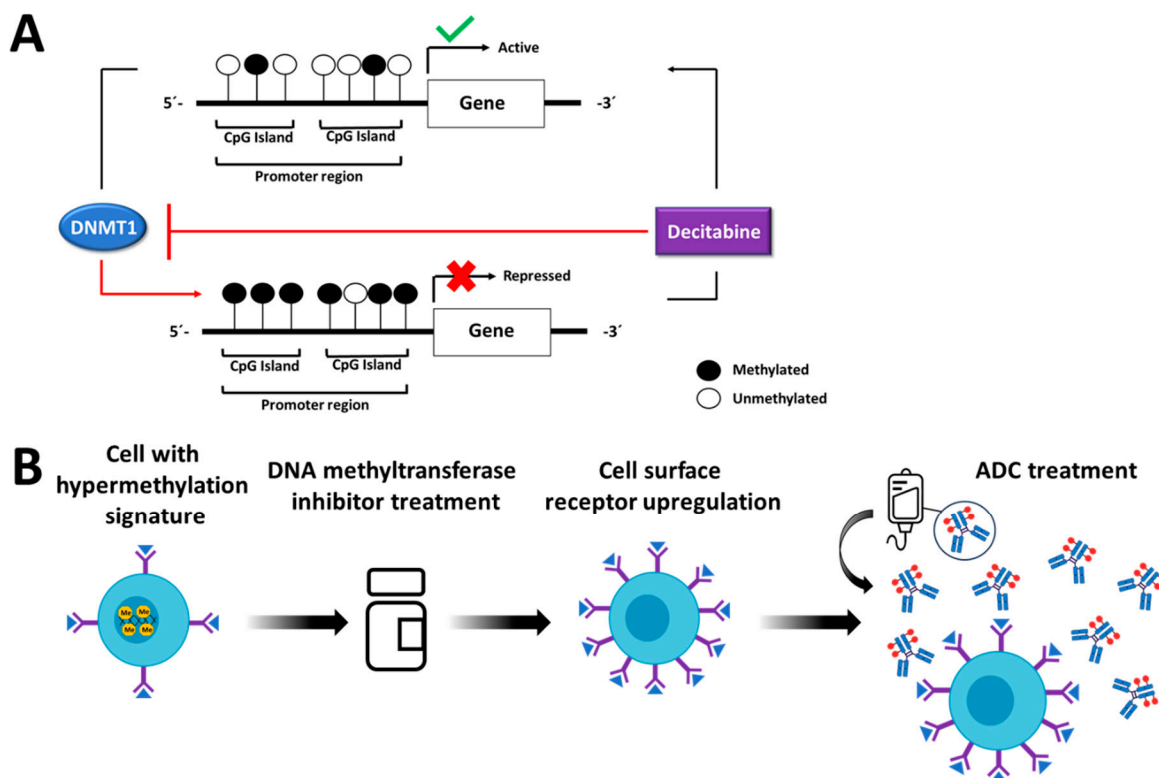 A
Active
5´-
Gene
-3´
CpG Island
CpG Island
Promoter region
DNMT1
Decitabine
Repressed
5´-
Gene
-3´
CpG Island
CpG Island
Promoter region
Methylated
Unmethylated
B
Cell with
hypermethylation
signature
DNA methyltransferase
inhibitor treatment
Cell surface
receptor upregulation
ADC treatment
Me
Me
Me
Me